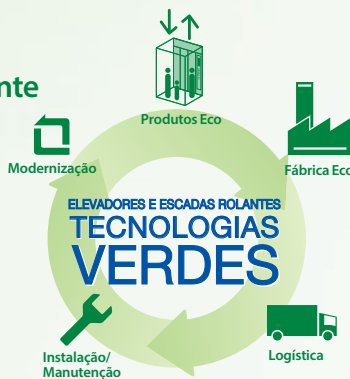 nte
Produtos Eco
Modernização
Fábrica Eco
ELEVADORES E ESCADAS ROLANTES
TECNOLOGIAS
VERDES
Instalação/
Manutenção
Logística